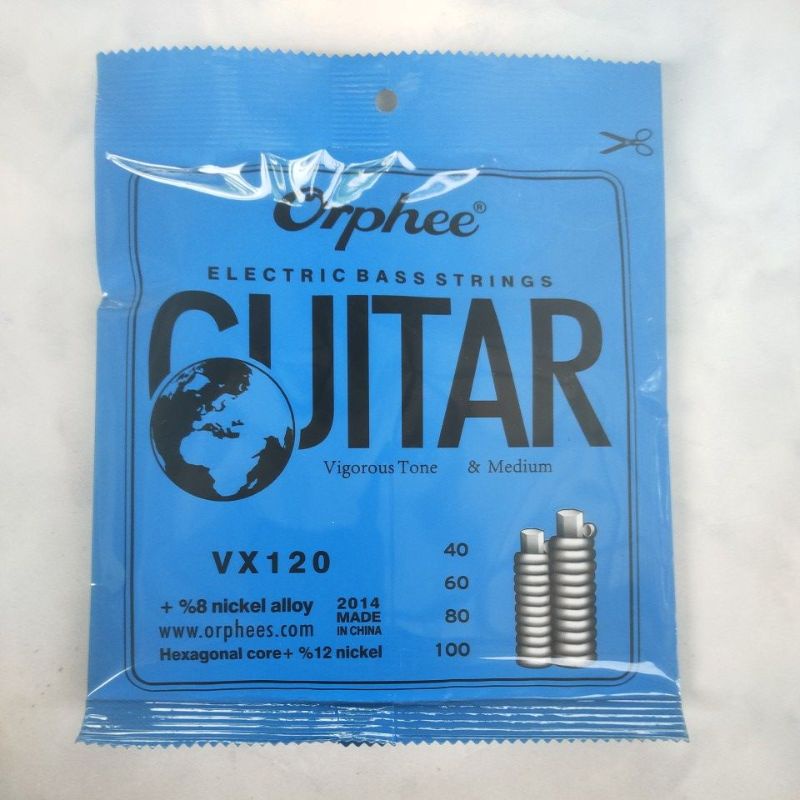 Orphee®
ELECTRIC BASS STRINGS
GUITAR
Vigorous Tone & Medium
VX120
40
60
80
100
+ %8 nickel alloy
www.orphees.com
Hexagonal core+ %12 nickel
2014
MADE
IN CHINA